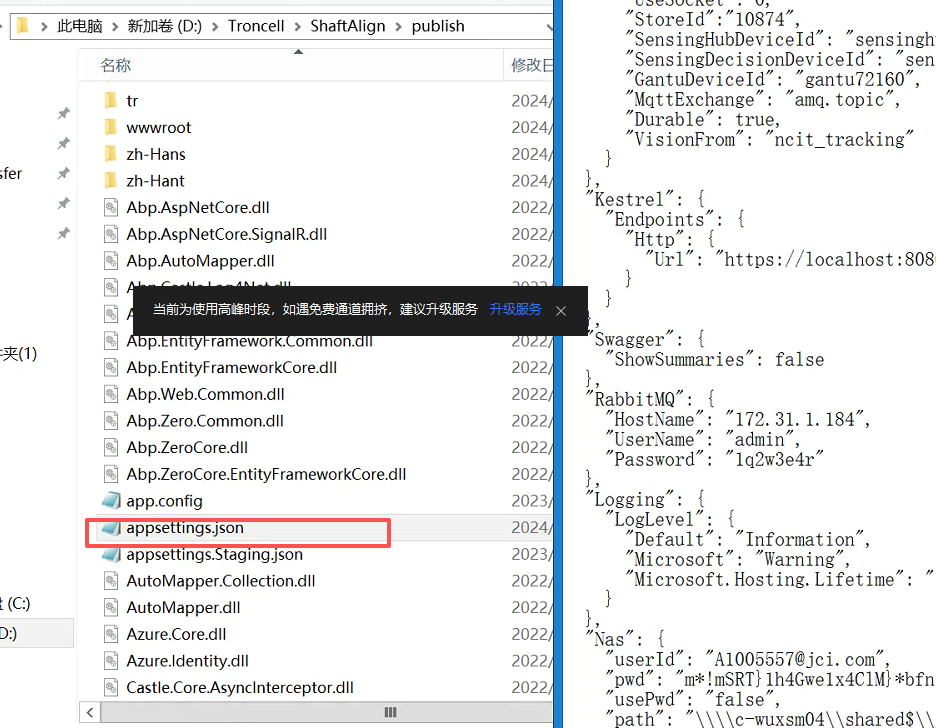 此电脑 > 新加卷 (D:) > Troncell > ShaftAlign > publish
名称 修改日
tr 2024/
wwwroot 2024/
zh-Hans 2024/
zh-Hant 2024/
Abp.AspNetCore.dll 2022/
Abp.AspNetCore.SignalR.dll 2022/
Abp.AutoMapper.dll 2022/
当前为使用高峰时段，如遇免费通道拥挤，建议升级服务 升级服务
Abp.EntityFramework.Common.dll 2022/
Abp.EntityFrameworkCore.dll 2022/
Abp.Web.Common.dll 2022/
Abp.Zero.Common.dll 2022/
Abp.ZeroCore.dll 2022/
Abp.ZeroCore.EntityFrameworkCore.dll 2022/
app.config 2023/
appsettings.json 2024/
appsettings.Staging.json 2023/
AutoMapper.Collection.dll 2022/
AutoMapper.dll 2022/
Azure.Core.dll 2022/
Azure.Identity.dll 2022/
Castle.Core.AsyncInterceptor.dll 2022/
sfer
夹(1)
(C:)
D:)
"StoreId":"10874",
"SensingHubDeviceId": "sensingh
"SensingDecisionDeviceId": "sen
"GantuDeviceId": "gantu72160",
"MqttExchange": "amq.topic",
"Durable": true,
"VisionFrom": "ncit_tracking"
}
},
"Kestrel": {
"Endpoints": {
"Http": {
"Url": "https://localhost:808
}
}
},
"Swagger": {
"ShowSummaries": false
},
"RabbitMQ": {
"HostName": "172.31.1.184",
"UserName": "admin",
"Password": "1q2w3e4r"
},
"Logging": {
"LogLevel": {
"Default": "Information",
"Microsoft": "Warning",
"Microsoft.Hosting.Lifetime": "
}
},
"Nas": {
"userId": "A1005557@jci.com",
"pwd": "m*!mSRT}lh4Gwe1x4ClM}*bfn
"usePwd": "false",
"path": "\\\\c-wuxsm04\\shared$\\